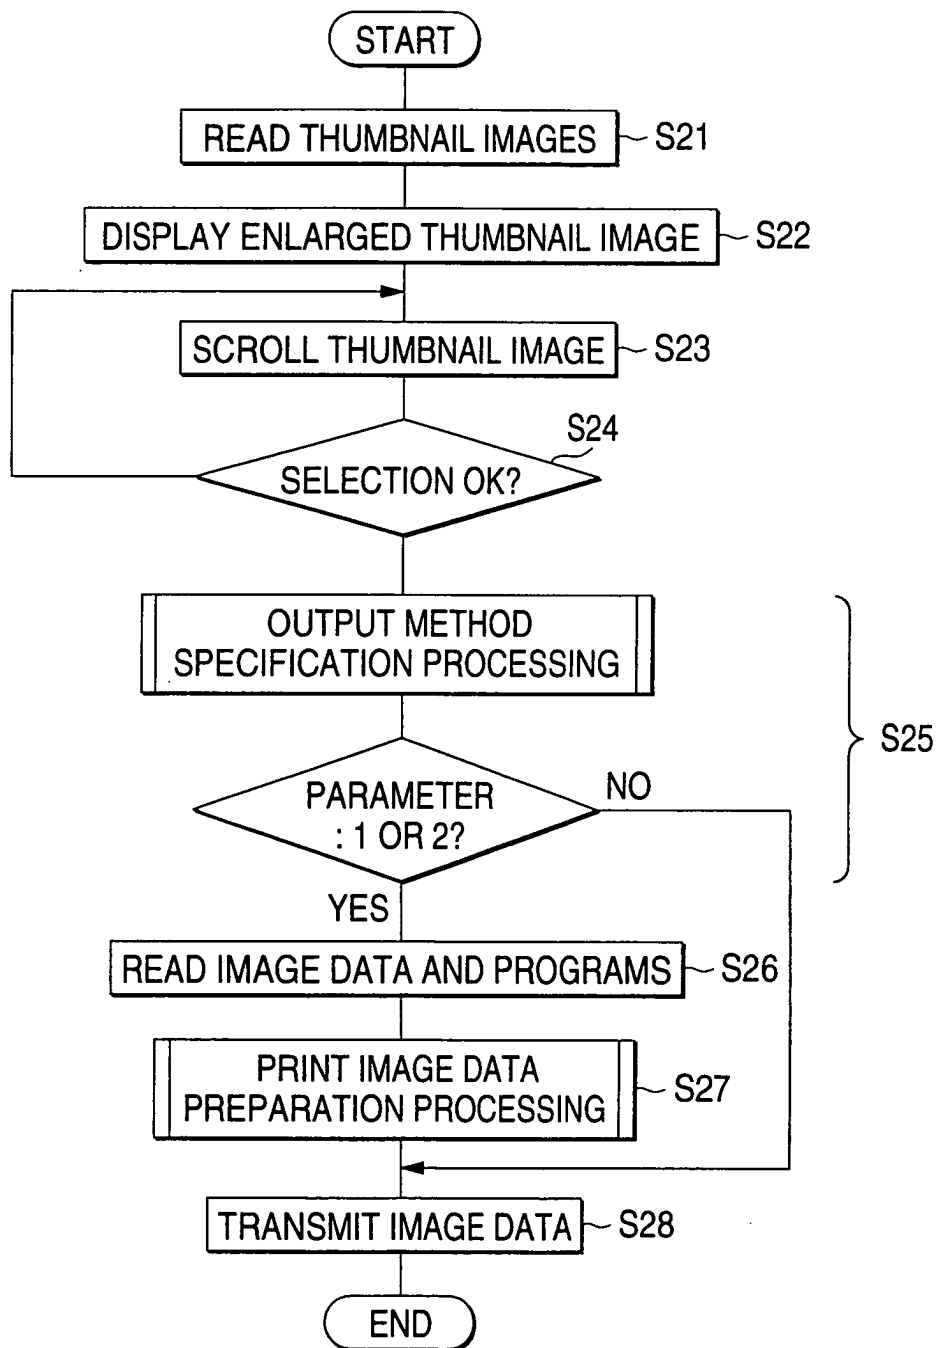 START
READ THUMBNAIL IMAGES
S21
DISPLAY ENLARGED THUMBNAIL IMAGE
S22
SCROLL THUMBNAIL IMAGE
S23
S24
SELECTION OK?
OUTPUT METHOD
SPECIFICATION PROCESSING
S25
PARAMETER
: 1 OR 2?
NO
YES
READ IMAGE DATA AND PROGRAMS
S26
PRINT IMAGE DATA
PREPARATION PROCESSING
S27
TRANSMIT IMAGE DATA
S28
END